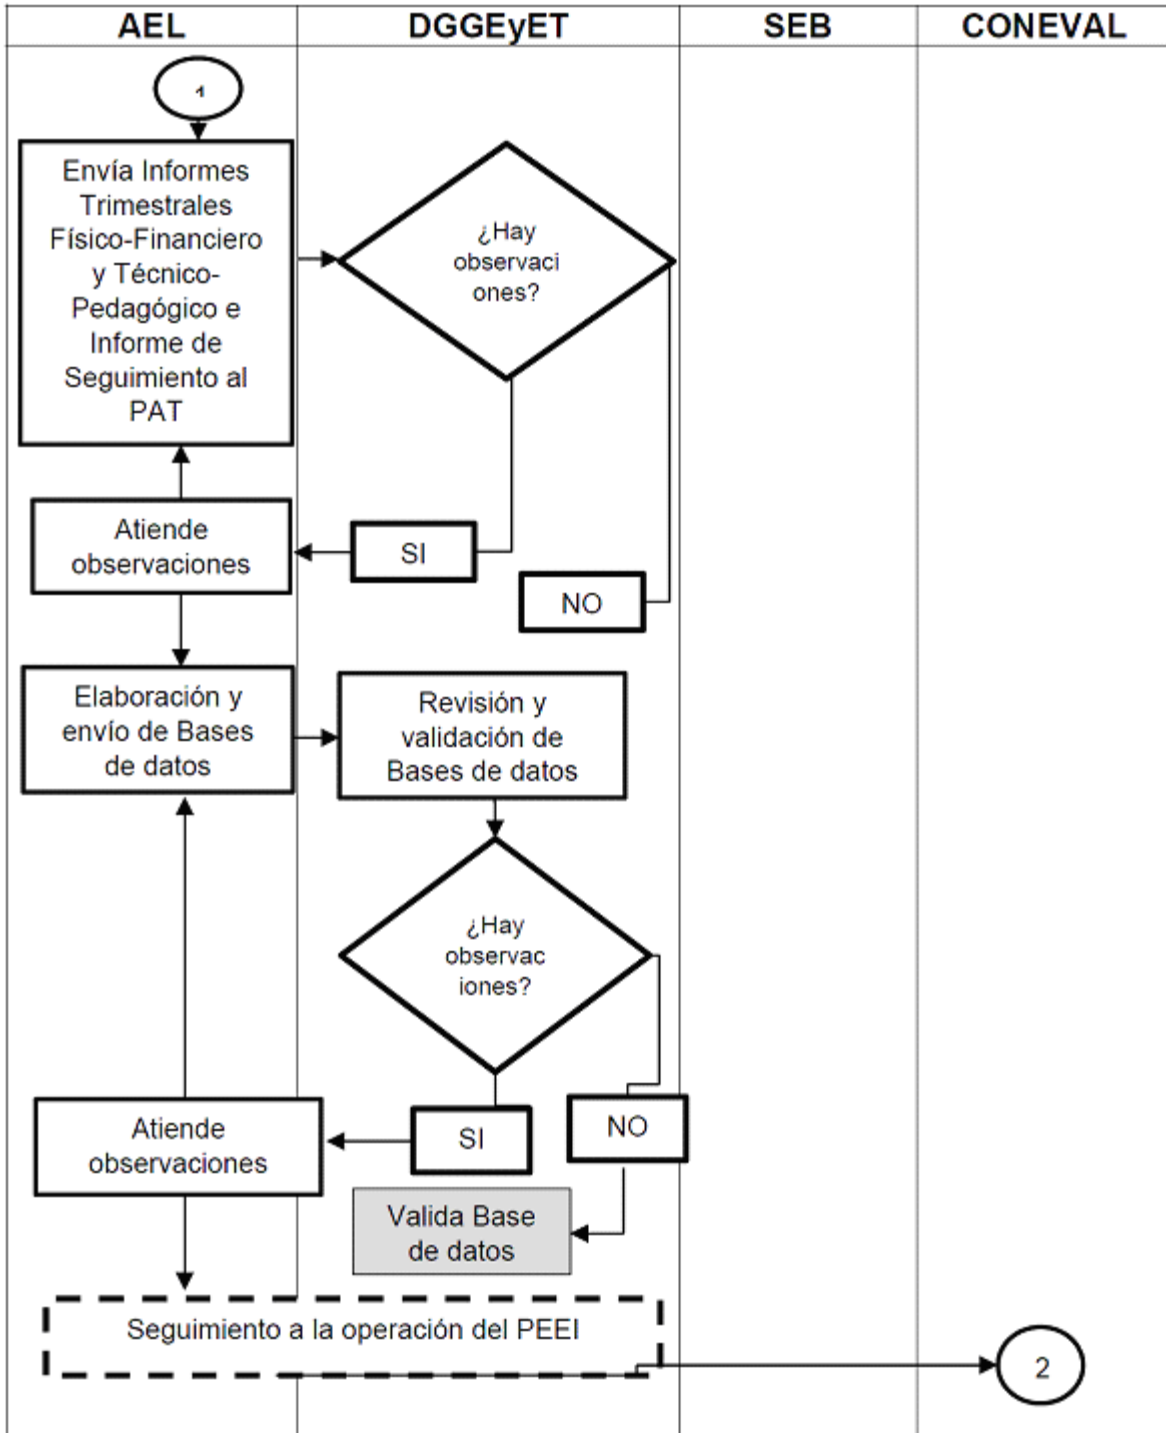 AEL DGGEyET SEB CONEVAL
1
Envía Informes
Trimestrales
Físico-Financiero
y Técnico-
Pedagógico e
Informe de
Seguimiento al
PAT
¿Hay
observaci
ones?
Atiende
observaciones
SI
NO
Elaboración y
envío de Bases
de datos
Revisión y
validación de
Bases de datos
¿Hay
observac
iones?
Atiende
observaciones
SI
NO
Valida Base
de datos
Seguimiento a la operación del PEEI
2